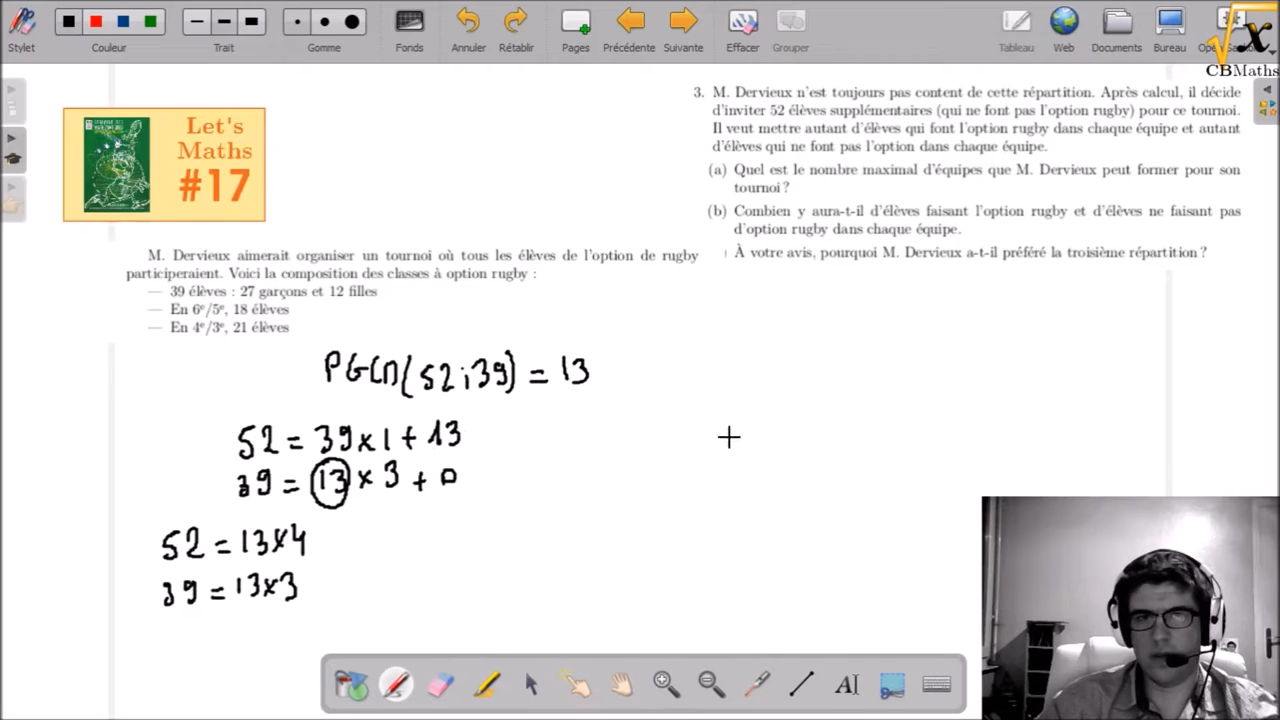 Stylet
Couleur
Trait
Gomme
Fonds
Annuler
Rétablir
Pages
Précédente
Suivante
Effacer
Grouper
Tableau
Web
Documents
Bureau
CBMaths
Let's
Maths
#17
M. Dervieux aimerait organiser un tournoi où tous les élèves de l'option de rugby
participeraient. Voici la composition des classes à option rugby :
— 39 élèves : 27 garçons et 12 filles
— En 6e/5e, 18 élèves
— En 4e/3e, 21 élèves
PGCD(52;39) = 13
52 = 39 x 1 + 13
39 = 13 x 3 + 0
52 = 13 x 4
39 = 13 x 3
3. M. Dervieux n'est toujours pas content de cette répartition. Après calcul, il décide
d'inviter 52 élèves supplémentaires (qui ne font pas l'option rugby) pour ce tournoi.
Il veut mettre autant d'élèves qui font l'option rugby dans chaque équipe et autant
d'élèves qui ne font pas l'option dans chaque équipe.
(a) Quel est le nombre maximal d'équipes que M. Dervieux peut former pour son
tournoi ?
(b) Combien y aura-t-il d'élèves faisant l'option rugby et d'élèves ne faisant pas
d'option rugby dans chaque équipe.
) À votre avis, pourquoi M. Dervieux a-t-il préféré la troisième répartition ?